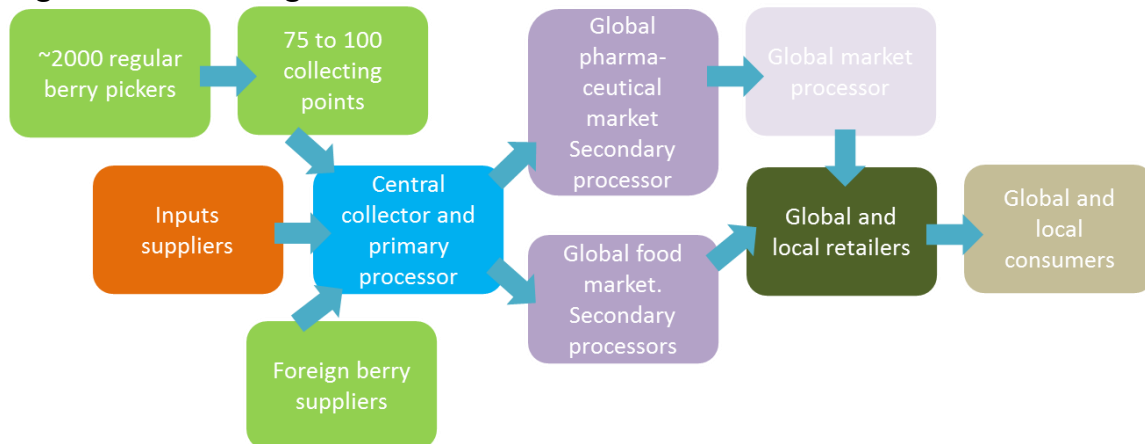 ~2000 regular
berry pickers
75 to 100
collecting
points
Global
pharma-
ceutical
market
Secondary
processor
Global market
processor
Inputs
suppliers
Central
collector and
primary
processor
Global and
local retailers
Global and
local
consumers
Global food
market.
Secondary
processors
Foreign berry
suppliers